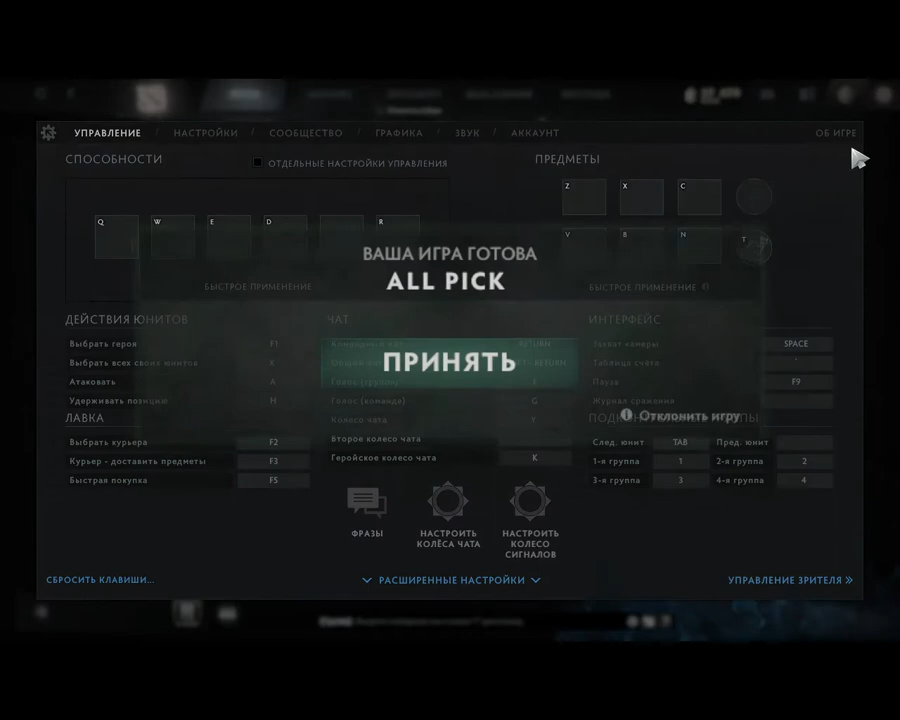 УПРАВЛЕНИЕ / НАСТРОЙКИ / СООБЩЕСТВО / ГРАФИКА / ЗВУК / АККАУНТ ОБ ИГРЕ
СПОСОБНОСТИ
ОТДЕЛЬНЫЕ НАСТРОЙКИ УПРАВЛЕНИЯ
Q W E D R
БЫСТРОЕ ПРИМЕНЕНИЕ
ПРЕДМЕТЫ
Z X C
V B N T
БЫСТРОЕ ПРИМЕНЕНИЕ
ВАША ИГРА ГОТОВА
ALL PICK
ПРИНЯТЬ
Отклонить игру
ДЕЙСТВИЯ ЮНИТОВ
Выбрать героя F1
Выбрать всех своих юнитов X
Атаковать A
Удерживать позицию H
ЛАВКА
Выбрать курьера F2
Курьер - доставить предметы F3
Быстрая покупка F5
ЧАТ
Командный чат RETURN
Голос (команда) G
Колесо чата Y
Второе колесо чата
Геройское колесо чата K
ФРАЗЫ
НАСТРОИТЬ
КОЛЁСА ЧАТА
НАСТРОИТЬ
КОЛЕСО
СИГНАЛОВ
ИНТЕРФЕЙС
Захват камеры SPACE
Таблица счёта `
Пауза F9
Журнал сражения
След. юнит TAB Пред. юнит
1-я группа 1 2-я группа 2
3-я группа 3 4-я группа 4
СБРОСИТЬ КЛАВИШИ...
РАСШИРЕННЫЕ НАСТРОЙКИ
УПРАВЛЕНИЕ ЗРИТЕЛЯ